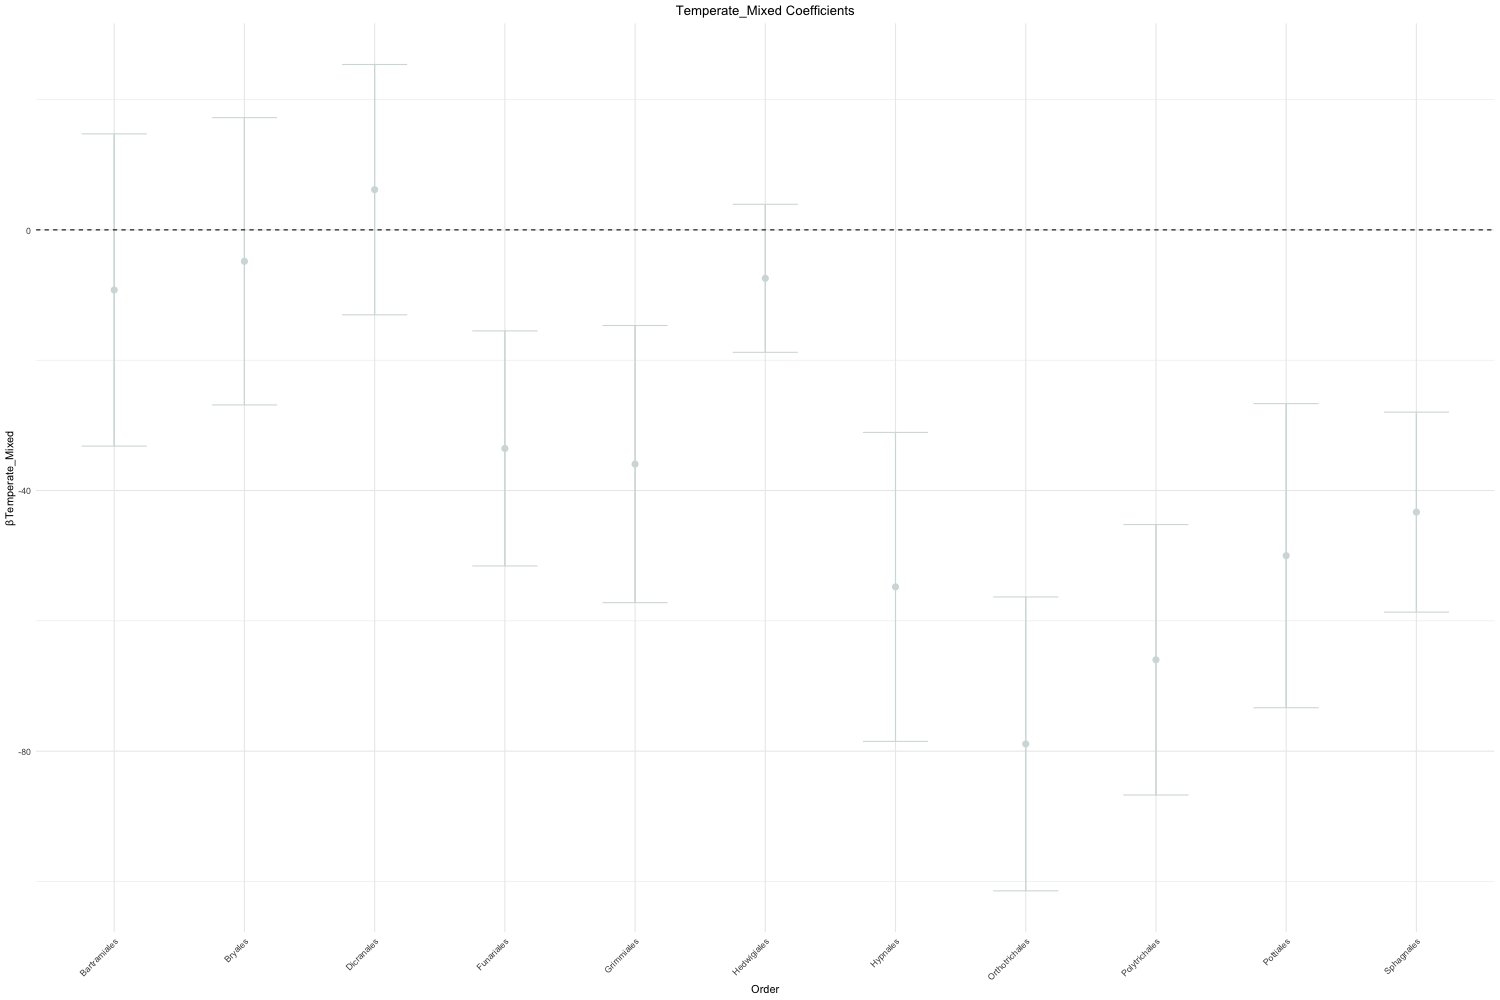 Temperate_Mixed Coefficients
βTemperate_Mixed
0
-40
-80
Bartramiales
Bryales
Dicranales
Funariales
Grimmiales
Hedwigiales
Hypnales
Orthotrichales
Polytrichales
Pottiales
Sphagnales
Order